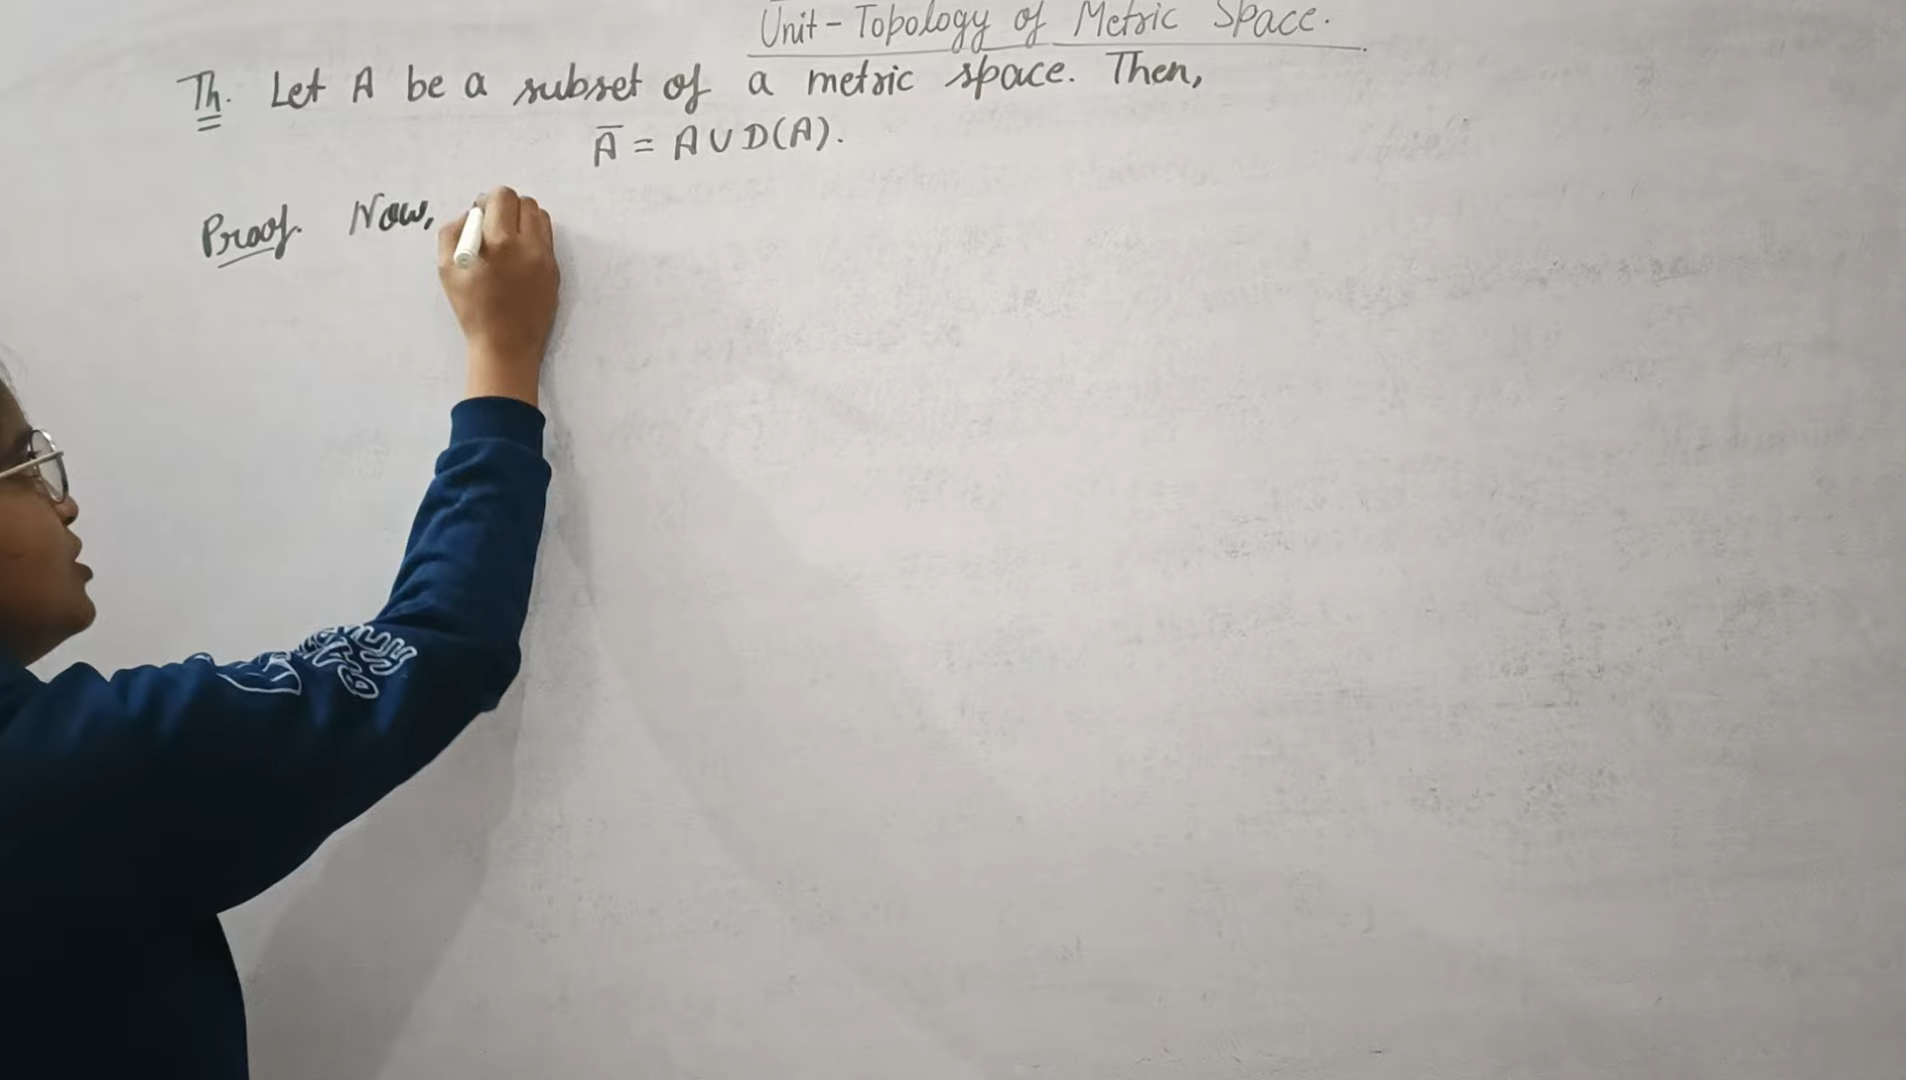 Unit - Topology of Metric Space.
Th. Let A be a subset of a metric space. Then,
Ā = A ∪ D(A).
Proof. Now,